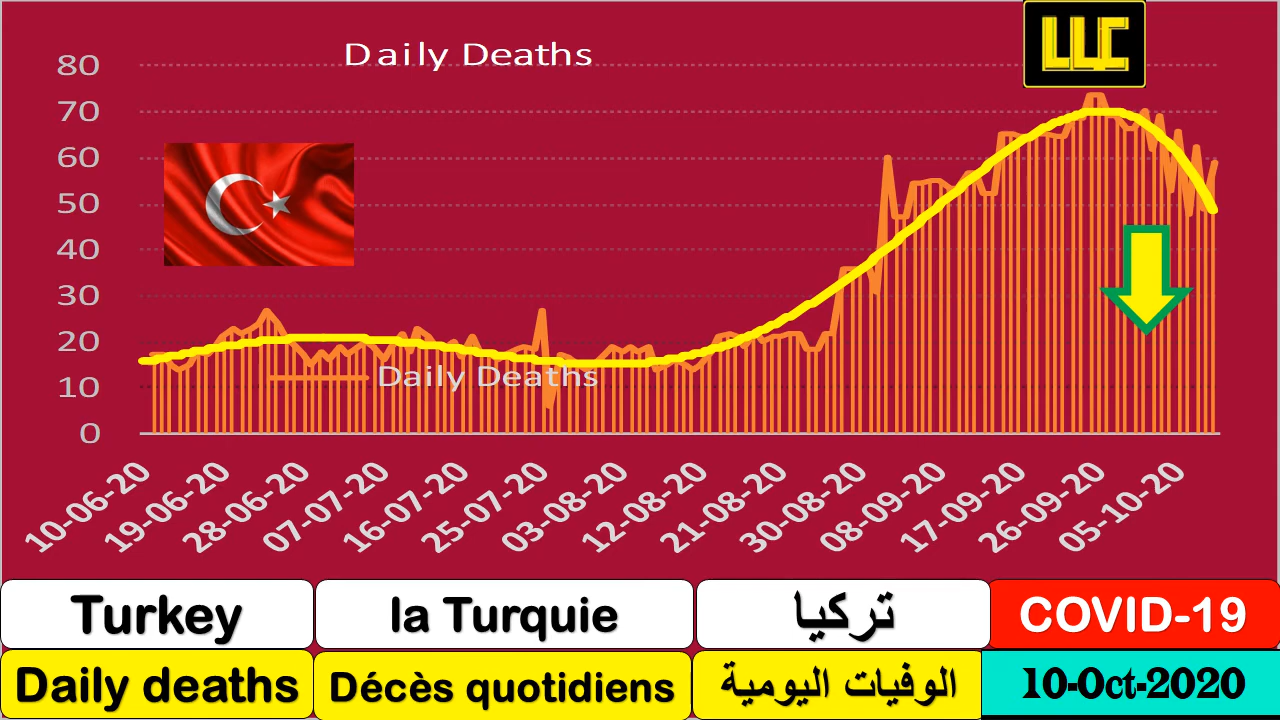 LLC
Daily Deaths
80
70
60
50
40
30
20
10
0
Daily Deaths
10-06-20
19-06-20
28-06-20
07-07-20
16-07-20
25-07-20
03-08-20
12-08-20
21-08-20
30-08-20
08-09-20
17-09-20
26-09-20
05-10-20
Turkey
la Turquie
تركيا
COVID-19
Daily deaths
Décès quotidiens
الوفيات اليومية
10-Oct-2020